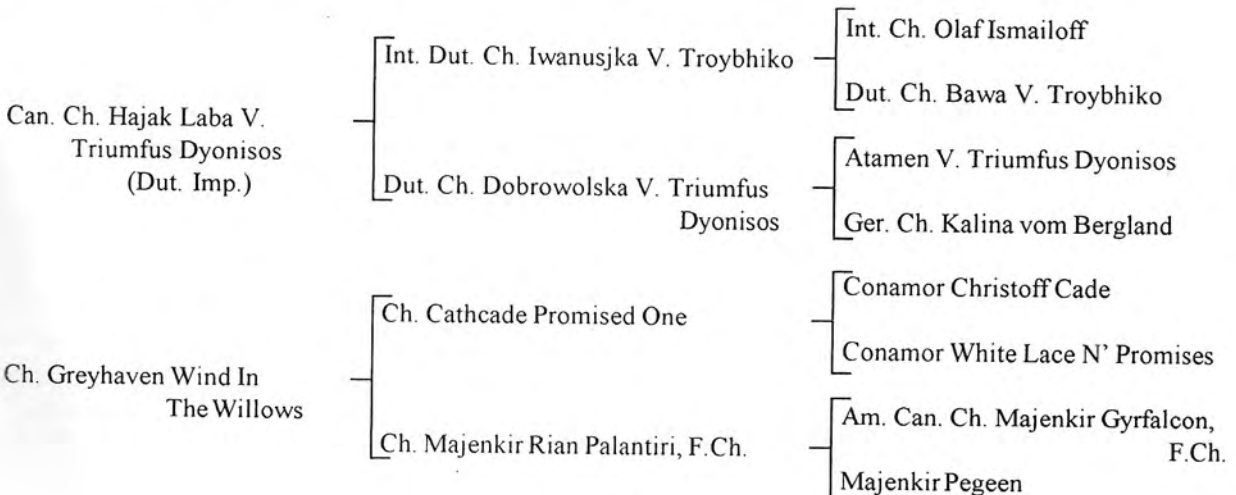 Int. Ch. Olaf Ismailoff
Int. Dut. Ch. Iwanusjka V. Troybhiko
Dut. Ch. Bawa V. Troybhiko
Can. Ch. Hajak Laba V.
Triumfus Dyonisos
(Dut. Imp.)
Atamen V. Triumfus Dyonisos
Dut. Ch. Dobrowolska V. Triumfus
Dyonisos
Ger. Ch. Kalina vom Bergland
Conamor Christoff Cade
Ch. Cathcade Promised One
Conamor White Lace N' Promises
Ch. Greyhaven Wind In
The Willows
Am. Can. Ch. Majenkir Gyrfalcon,
F.Ch.
Ch. Majenkir Rian Palantiri, F.Ch.
Majenkir Pegeen